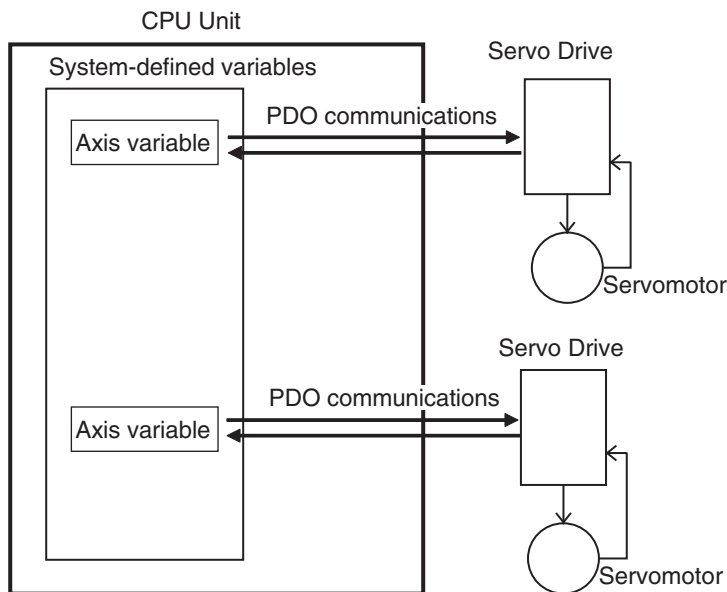 CPU Unit
System-defined variables
Servo Drive
PDO communications
Axis variable
Servomotor
Servo Drive
PDO communications
Axis variable
Servomotor